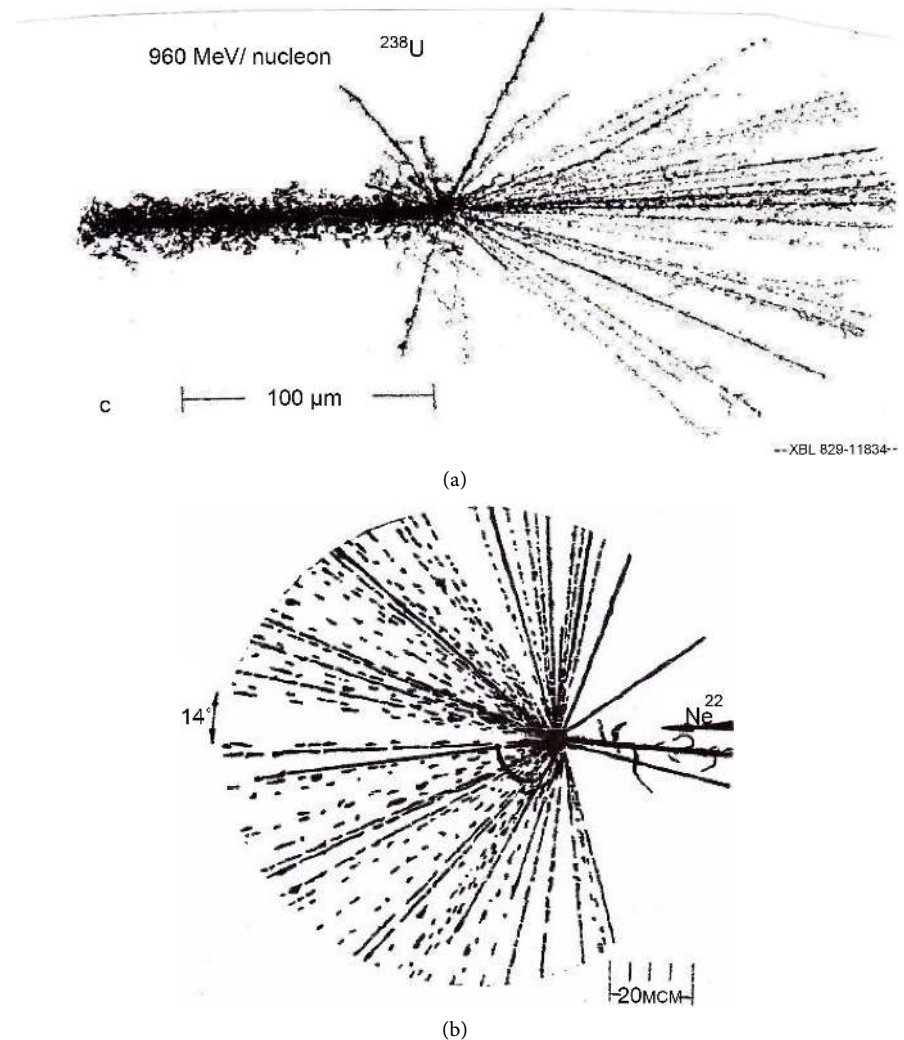 960 MeV/ nucleon ²³⁸U
c 100 µm
--XBL 829-11834--
(a)
14°
Ne²²
20мсм
(b)